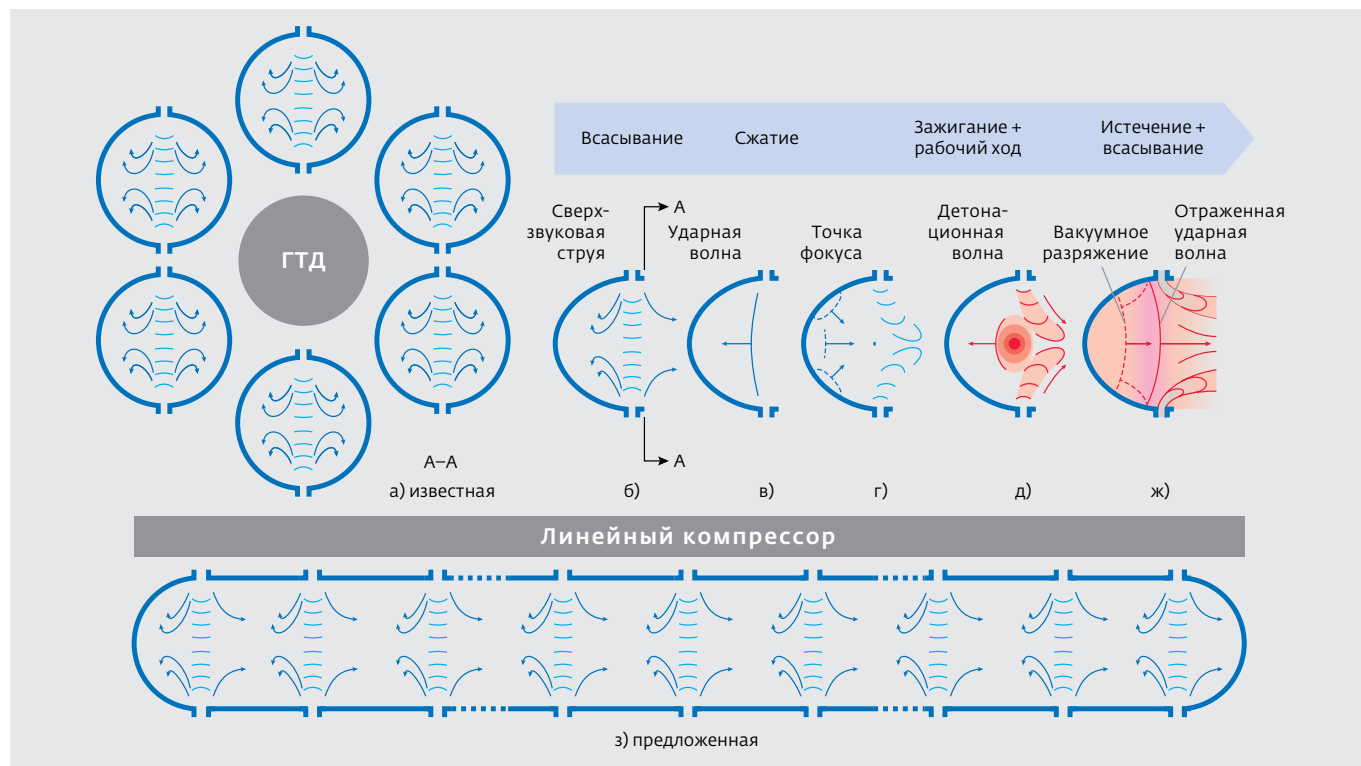 Всасывание
Сжатие
Зажигание +
рабочий ход
Истечение +
всасывание
ГТД
Сверх-
звуковая
струя
А
Ударная
волна
Точка
фокуса
Детона-
ционная
волна
Вакуумное
разряжение
Отраженная
ударная
волна
А
А–А
а) известная
б)
в)
г)
д)
ж)
Линейный компрессор
з) предложенная